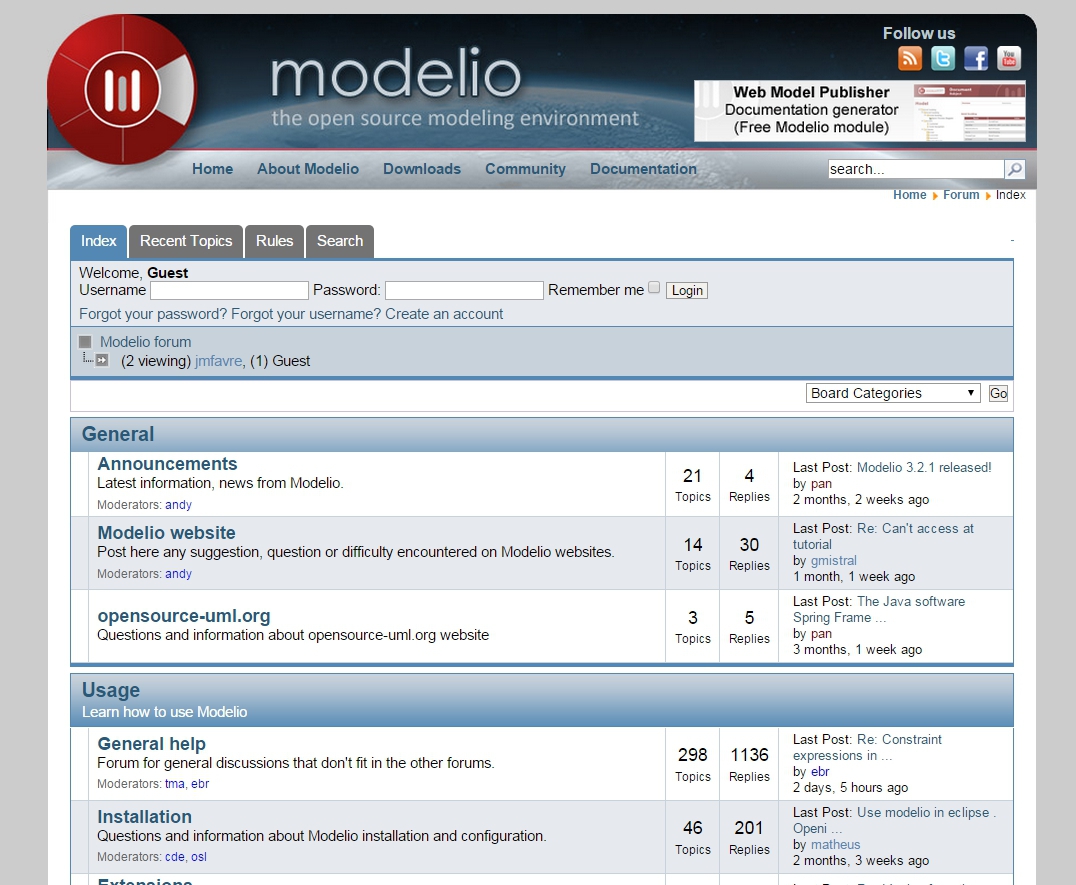 Follow us
modelio
the open source modeling environment
Web Model Publisher
Documentation generator
(Free Modelio module)
Home About Modelio Downloads Community Documentation search...
Home Forum Index
Index Recent Topics Rules Search -
Welcome, Guest
Username Password: Remember me Login
Forgot your password? Forgot your username? Create an account
Modelio forum
(2 viewing) jmfavre, (1) Guest
Board Categories Go
General
Announcements
Latest information, news from Modelio.
Moderators: andy
21 Topics
4 Replies
Last Post: Modelio 3.2.1 released!
by pan
2 months, 2 weeks ago
Modelio website
Post here any suggestion, question or difficulty encountered on Modelio websites.
Moderators: andy
14 Topics
30 Replies
Last Post: Re: Can't access at
tutorial
by gmistral
1 month, 1 week ago
opensource-uml.org
Questions and information about opensource-uml.org website
3 Topics
5 Replies
Last Post: The Java software
Spring Frame ...
by pan
3 months, 1 week ago
Usage
Learn how to use Modelio
General help
Forum for general discussions that don't fit in the other forums.
Moderators: tma, ebr
298 Topics
1136 Replies
Last Post: Re: Constraint
expressions in ...
by ebr
2 days, 5 hours ago
Installation
Questions and information about Modelio installation and configuration.
Moderators: cde, osl
46 Topics
201 Replies
Last Post: Use modelio in eclipse .
Openi ...
by matheus
2 months, 3 weeks ago
Extensions